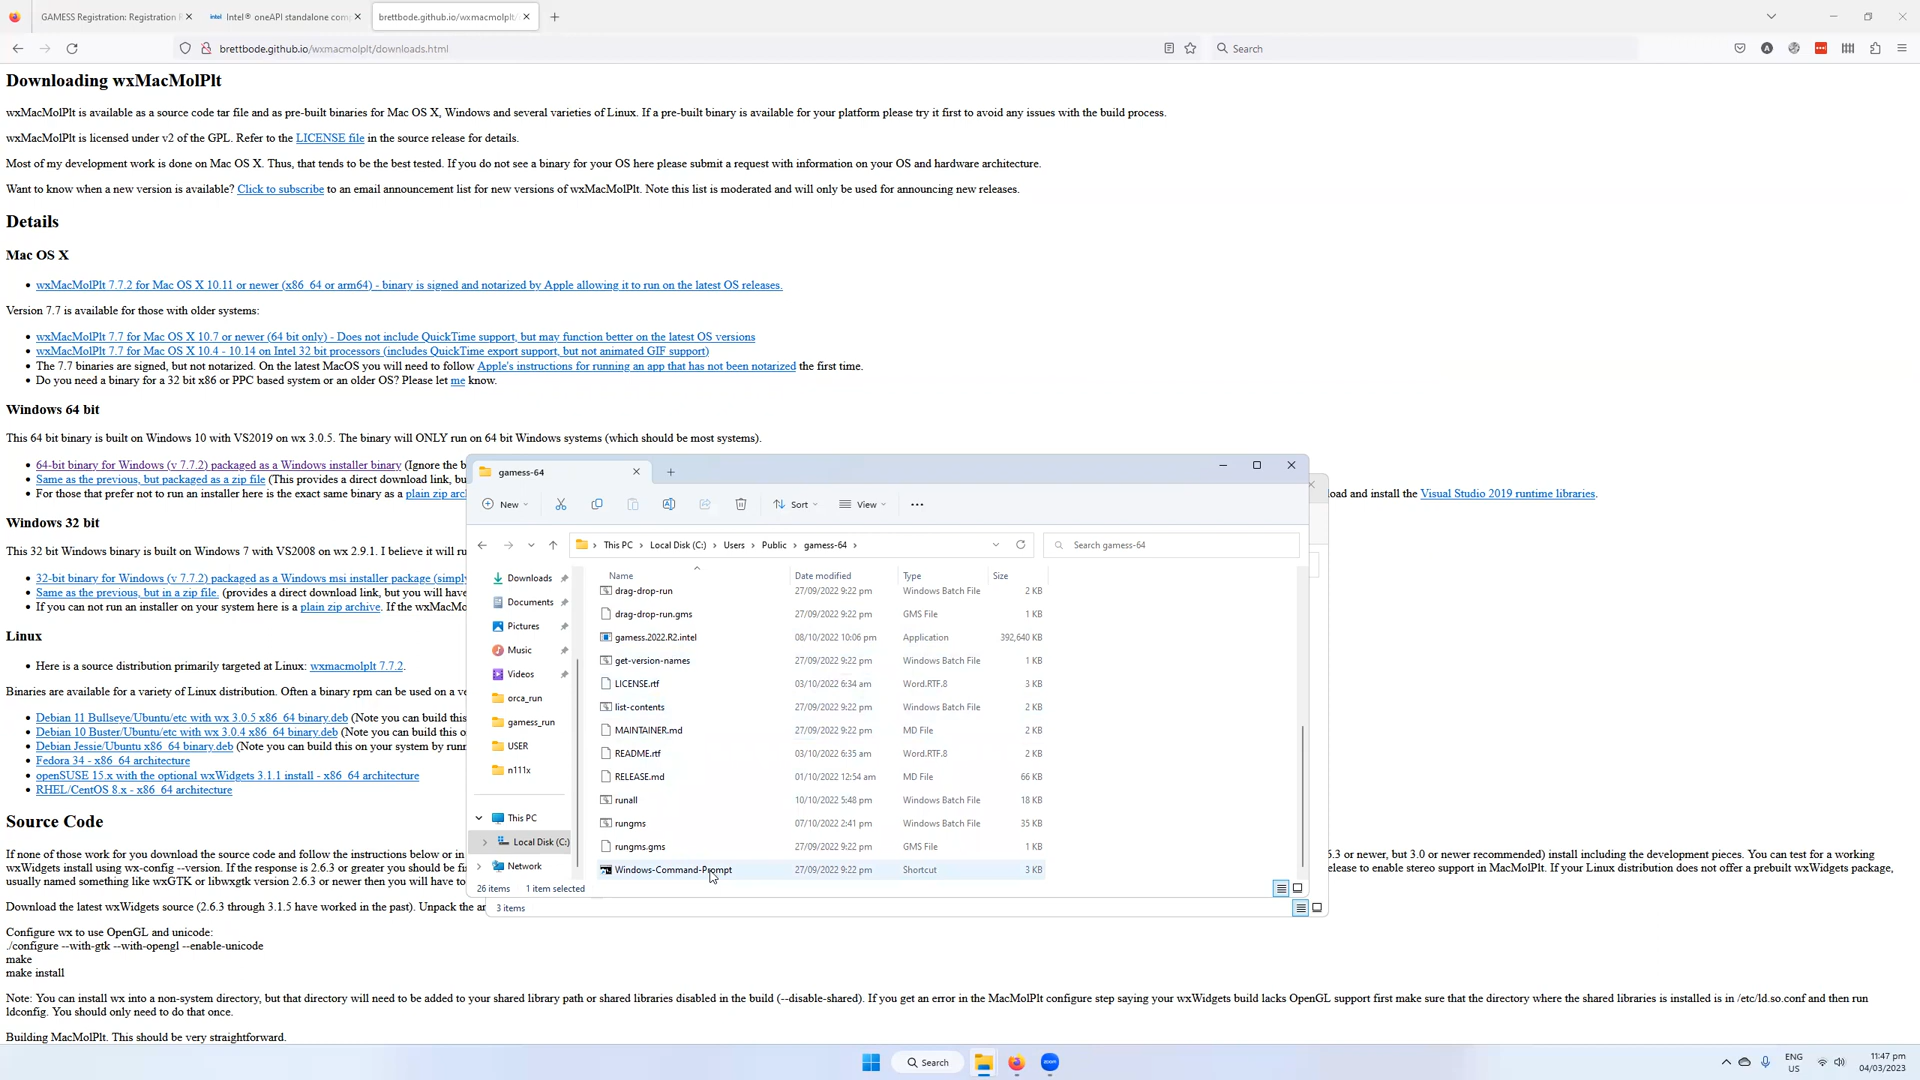 GAMESS Registration: Registration
Intel® oneAPI standalone com
brettbode.github.io/wxmacmolplt/
brettbode.github.io/wxmacmolplt/downloads.html
Search
Downloading wxMacMolPlt
wxMacMolPlt is available as a source code tar file and as pre-built binaries for Mac OS X, Windows and several varieties of Linux. If a pre-built binary is available for your platform please try it first to avoid any issues with the build process.
wxMacMolPlt is licensed under v2 of the GPL. Refer to the LICENSE file in the source release for details.
Most of my development work is done on Mac OS X. Thus, that tends to be the best tested. If you do not see a binary for your OS here please submit a request with information on your OS and hardware architecture.
Want to know when a new version is available? Click to subscribe to an email announcement list for new versions of wxMacMolPlt. Note this list is moderated and will only be used for announcing new releases.
Details
Mac OS X
• wxMacMolPlt 7.7.2 for Mac OS X 10.11 or newer (x86_64 or arm64) - binary is signed and notarized by Apple allowing it to run on the latest OS releases.
Version 7.7 is available for those with older systems:
• wxMacMolPlt 7.7 for Mac OS X 10.7 or newer (64 bit only) - Does not include QuickTime support, but may function better on the latest OS versions
• wxMacMolPlt 7.7 for Mac OS X 10.4 - 10.14 on Intel 32 bit processors (includes QuickTime export support, but not animated GIF support)
• The 7.7 binaries are signed, but not notarized. On the latest MacOS you will need to follow Apple's instructions for running an app that has not been notarized the first time.
• Do you need a binary for a 32 bit x86 or PPC based system or an older OS? Please let me know.
Windows 64 bit
This 64 bit binary is built on Windows 10 with VS2019 on wx 3.0.5. The binary will ONLY run on 64 bit Windows systems (which should be most systems).
• 64-bit binary for Windows (v 7.7.2) packaged as a Windows installer binary (Ignore the b
• Same as the previous, but packaged as a zip file (This provides a direct download link, bu
• For those that prefer not to run an installer here is the exact same binary as a plain zip arc
load and install the Visual Studio 2019 runtime libraries.
Windows 32 bit
This 32 bit Windows binary is built on Windows 7 with VS2008 on wx 2.9.1. I believe it will ru
• 32-bit binary for Windows (v 7.7.2) packaged as a Windows msi installer package (simply
• Same as the previous, but in a zip file. (provides a direct download link, but you will have
• If you can not run an installer on your system here is a plain zip archive. If the wxMacMo
Linux
• Here is a source distribution primarily targeted at Linux: wxmacmolplt 7.7.2.
Binaries are available for a variety of Linux distribution. Often a binary rpm can be used on a ve
• Debian 11 Bullseye/Ubuntu/etc with wx 3.0.5 x86_64 binary.deb (Note you can build this
• Debian 10 Buster/Ubuntu/etc with wx 3.0.4 x86_64 binary.deb (Note you can build this o
• Debian Jessie/Ubuntu x86_64 binary.deb (Note you can build this on your system by runn
• Fedora 34 - x86_64 architecture
• openSUSE 15.x with the optional wxWidgets 3.1.1 install - x86_64 architecture
• RHEL/CentOS 8.x - x86_64 architecture
Source Code
If none of those work for you download the source code and follow the instructions below or in
6.3 or newer, but 3.0 or newer recommended) install including the development pieces. You can test for a working
wxWidgets install using wx-config --version. If the response is 2.6.3 or greater you should be fi
elease to enable stereo support in MacMolPlt. If your Linux distribution does not offer a prebuilt wxWidgets package,
usually named something like wxGTK or libwxgtk version 2.6.3 or newer then you will have to
Download the latest wxWidgets source (2.6.3 through 3.1.5 have worked in the past). Unpack the ar
Configure wx to use OpenGL and unicode:
./configure --with-gtk --with-opengl --enable-unicode
make
make install
Note: You can install wx into a non-system directory, but that directory will need to be added to your shared library path or shared libraries disabled in the build (--disable-shared). If you get an error in the MacMolPlt configure step saying your wxWidgets build lacks OpenGL support first make sure that the directory where the shared libraries is installed is in /etc/ld.so.conf and then run
ldconfig. You should only need to do that once.
Building MacMolPlt. This should be very straightforward.
gamess-64
New
Sort
View
This PC
Local Disk (C:)
Users
Public
gamess-64
Search gamess-64
Downloads
Documents
Pictures
Music
Videos
orca_run
gamess_run
USER
n111x
This PC
Local Disk (C:)
Network
Name Date modified Type Size
drag-drop-run 27/09/2022 9:22 pm Windows Batch File 2 KB
drag-drop-run.gms 27/09/2022 9:22 pm GMS File 1 KB
gamess.2022.R2.intel 08/10/2022 10:06 pm Application 392,640 KB
get-version-names 27/09/2022 9:22 pm Windows Batch File 1 KB
LICENSE.rtf 03/10/2022 6:34 am Word.RTF.8 3 KB
list-contents 27/09/2022 9:22 pm Windows Batch File 2 KB
MAINTAINER.md 27/09/2022 9:22 pm MD File 2 KB
README.rtf 03/10/2022 6:35 am Word.RTF.8 2 KB
RELEASE.md 01/10/2022 12:54 am MD File 66 KB
runall 10/10/2022 5:48 pm Windows Batch File 18 KB
rungms 07/10/2022 2:41 pm Windows Batch File 35 KB
rungms.gms 27/09/2022 9:22 pm GMS File 1 KB
Windows-Command-Prompt 27/09/2022 9:22 pm Shortcut 3 KB
26 items 1 item selected
3 items
Search
ENG
US
11:47 pm
04/03/2023